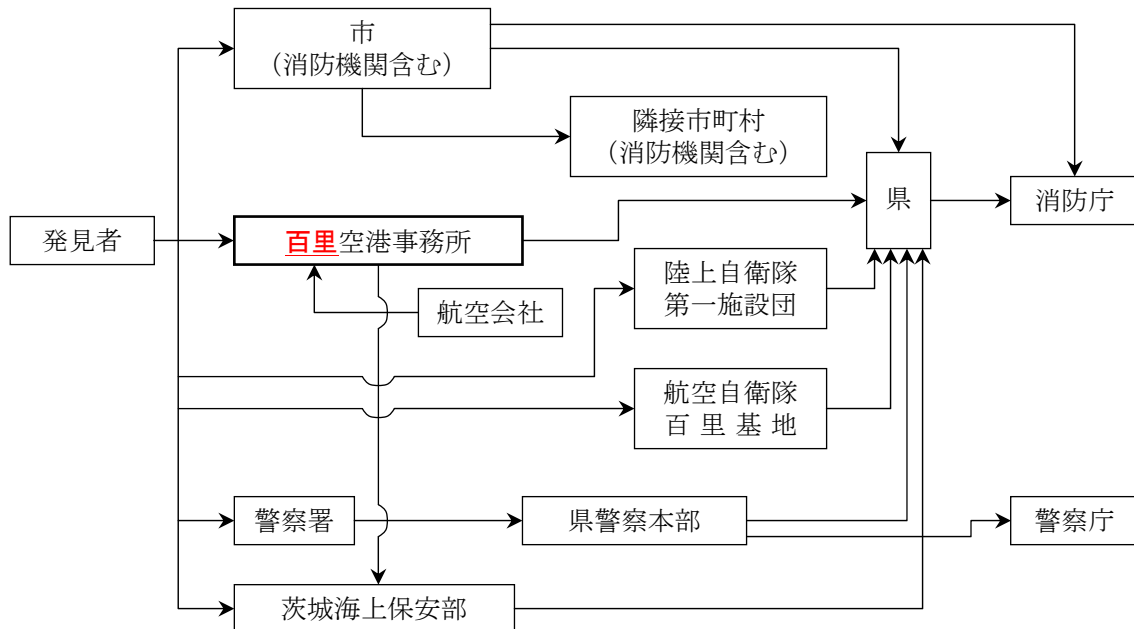 市
（消防機関含む）
隣接市町村
（消防機関含む）
県
消防庁
発見者
百里空港事務所
陸上自衛隊
第一施設団
航空会社
航空自衛隊
百里基地
警察署
県警察本部
警察庁
茨城海上保安部